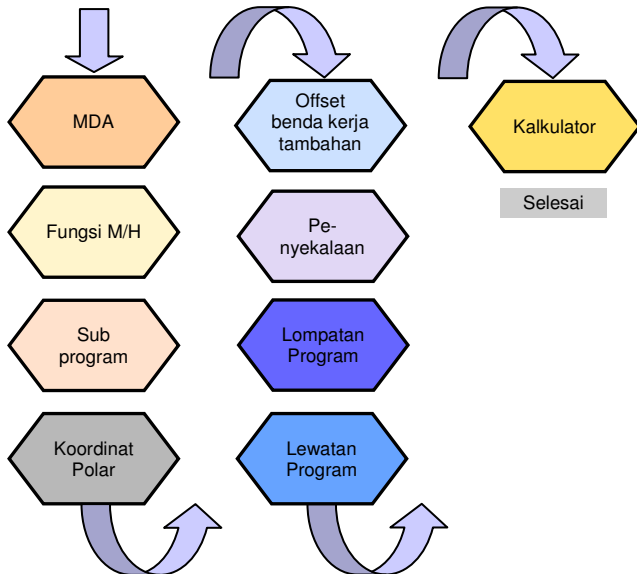 MDA
Fungsi M/H
Sub
program
Koordinat
Polar
Offset
benda kerja
tambahan
Pe-
nyekalaan
Lompatan
Program
Lewatan
Program
Kalkulator
Selesai